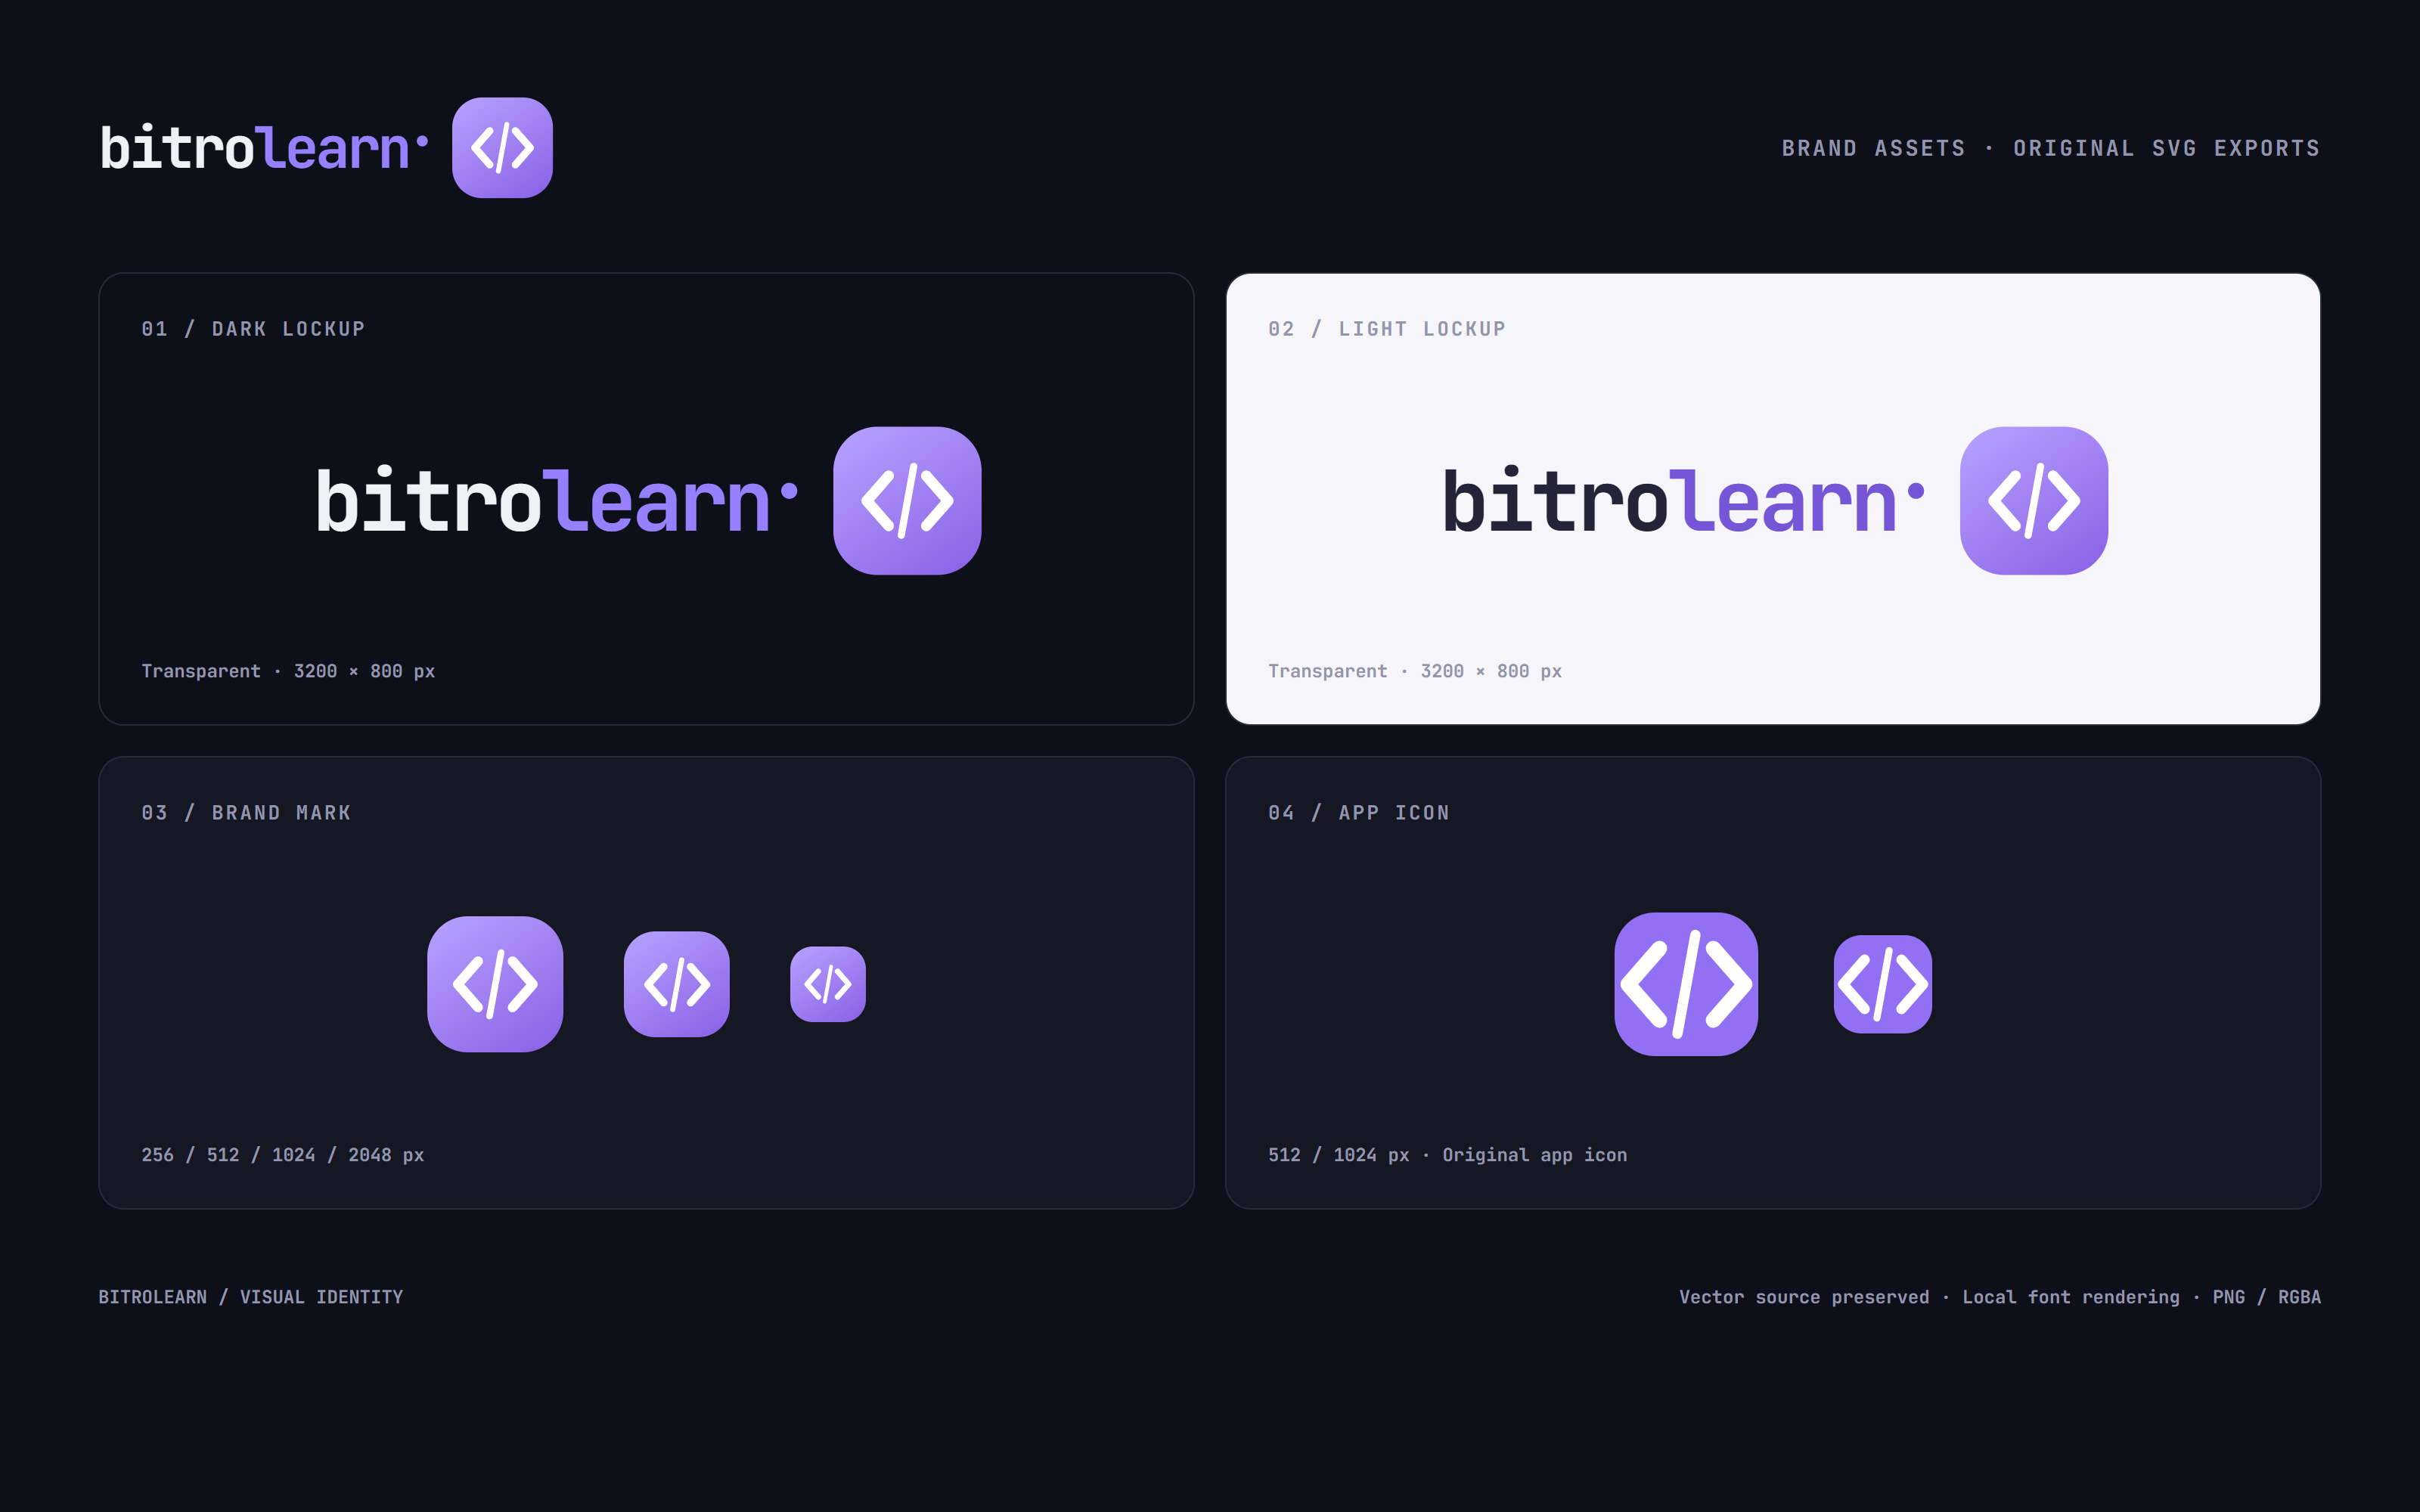 bitrolearn </>
BRAND ASSETS · ORIGINAL SVG EXPORTS
01 / DARK LOCKUP
bitrolearn </>
Transparent · 3200 × 800 px
02 / LIGHT LOCKUP
bitrolearn </>
Transparent · 3200 × 800 px
03 / BRAND MARK
</> </> </>
256 / 512 / 1024 / 2048 px
04 / APP ICON
</> </>
512 / 1024 px · Original app icon
BITROLEARN / VISUAL IDENTITY
Vector source preserved · Local font rendering · PNG / RGBA